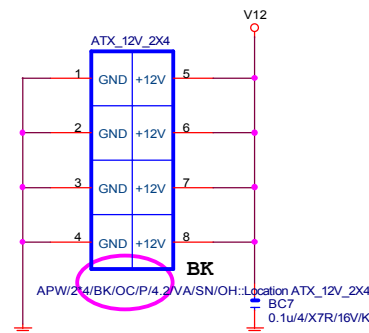 V12
ATX_12V_2X4
1 GND +12V 5
2 GND +12V 6
3 GND +12V 7
4 GND +12V 8
BK
APW/2*4/BK/OC/P/4.2/VA/SN/OH::Location ATX_12V_2X4
BC7
0.1u/4/X7R/16V/K